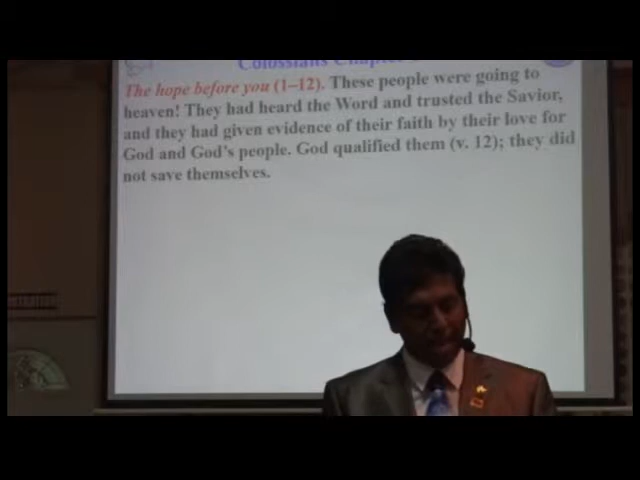 Colossians Chapter
The hope before you (1–12). These people were going to
heaven! They had heard the Word and trusted the Savior,
and they had given evidence of their faith by their love for
God and God's people. God qualified them (v. 12); they did
not save themselves.